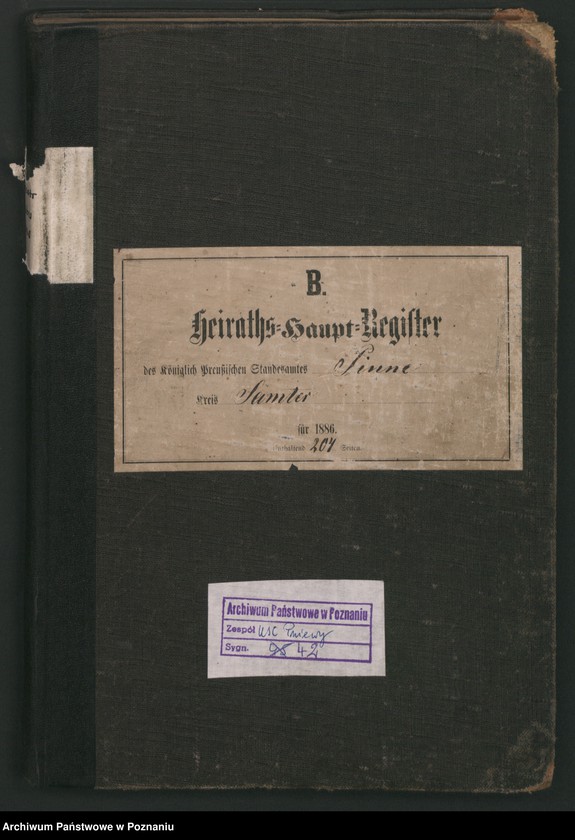 B.
Heiraths-Haupt-Register
des Königlich Preußischen Standesamtes Pinne
Kreis Samter
für 1886.
204 Seiten.
Archiwum Państwowe w Poznaniu
Zespół USC Pniewy
Sygn. 42
Archiwum Państwowe w Poznaniu